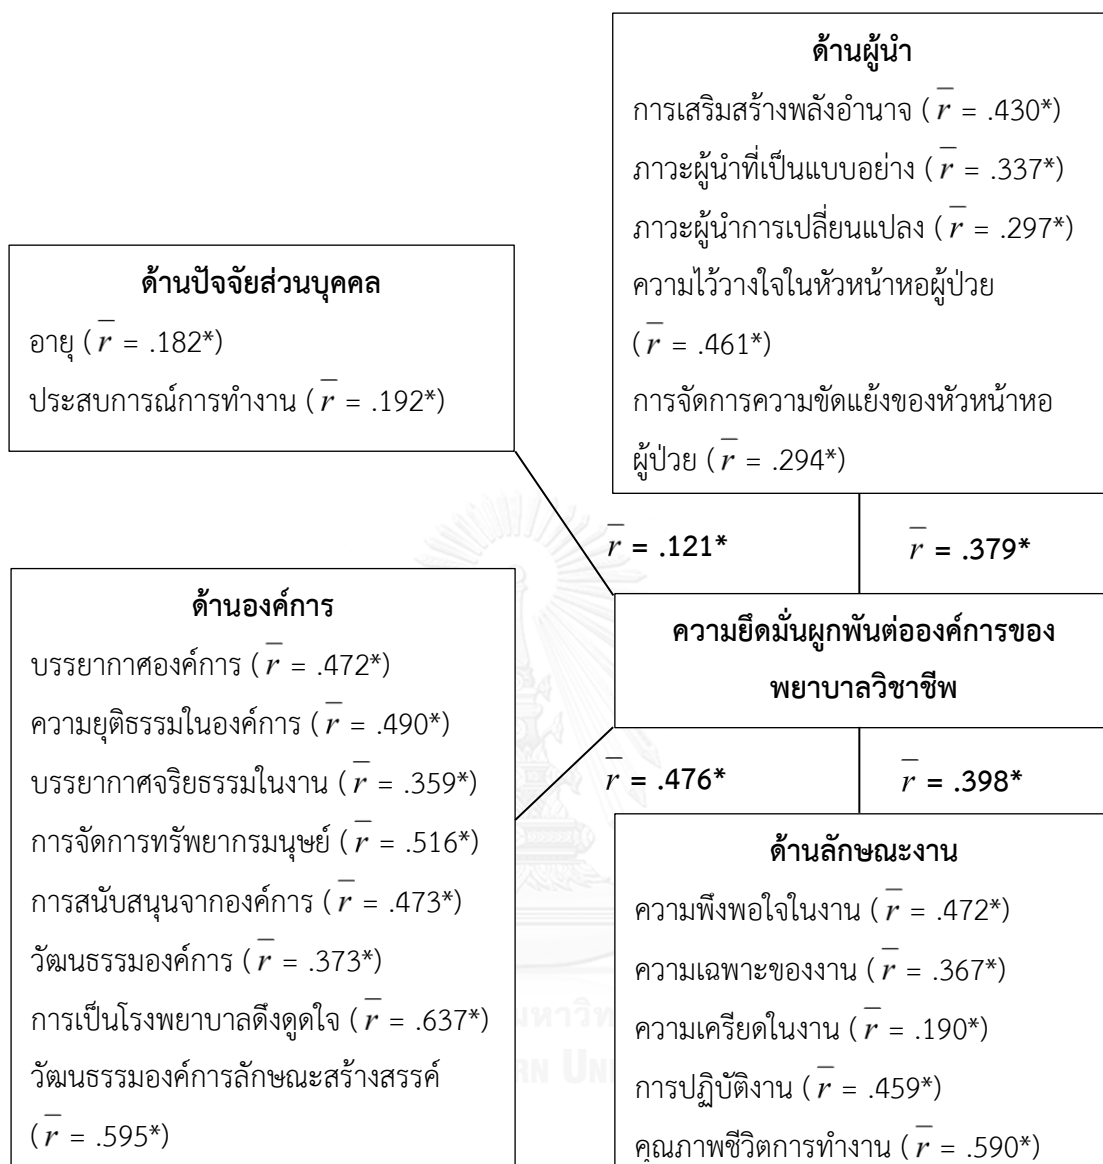 ด้านผู้นำ
การเสริมสร้างพลังอำนาจ ( r̅ = .430*)
ภาวะผู้นำที่เป็นแบบอย่าง ( r̅ = .337*)
ภาวะผู้นำการเปลี่ยนแปลง ( r̅ = .297*)
ความไว้วางใจในหัวหน้าหอผู้ป่วย
( r̅ = .461*)
การจัดการความขัดแย้งของหัวหน้าหอ
ผู้ป่วย ( r̅ = .294*)
ด้านปัจจัยส่วนบุคคล
อายุ ( r̅ = .182*)
ประสบการณ์การทำงาน ( r̅ = .192*)
r̅ = .121*
r̅ = .379*
ความยึดมั่นผูกพันต่อองค์การของ
พยาบาลวิชาชีพ
ด้านองค์การ
บรรยากาศองค์การ ( r̅ = .472*)
ความยุติธรรมในองค์การ ( r̅ = .490*)
บรรยากาศจริยธรรมในงาน ( r̅ = .359*)
การจัดการทรัพยากรมนุษย์ ( r̅ = .516*)
การสนับสนุนจากองค์การ ( r̅ = .473*)
วัฒนธรรมองค์การ ( r̅ = .373*)
การเป็นโรงพยาบาลดึงดูดใจ ( r̅ = .637*)
วัฒนธรรมองค์การลักษณะสร้างสรรค์
( r̅ = .595*)
r̅ = .476*
r̅ = .398*
ด้านลักษณะงาน
ความพึงพอใจในงาน ( r̅ = .472*)
ความเฉพาะของงาน ( r̅ = .367*)
ความเครียดในงาน ( r̅ = .190*)
การปฏิบัติงาน ( r̅ = .459*)
คุณภาพชีวิตการทำงาน ( r̅ = .590*)